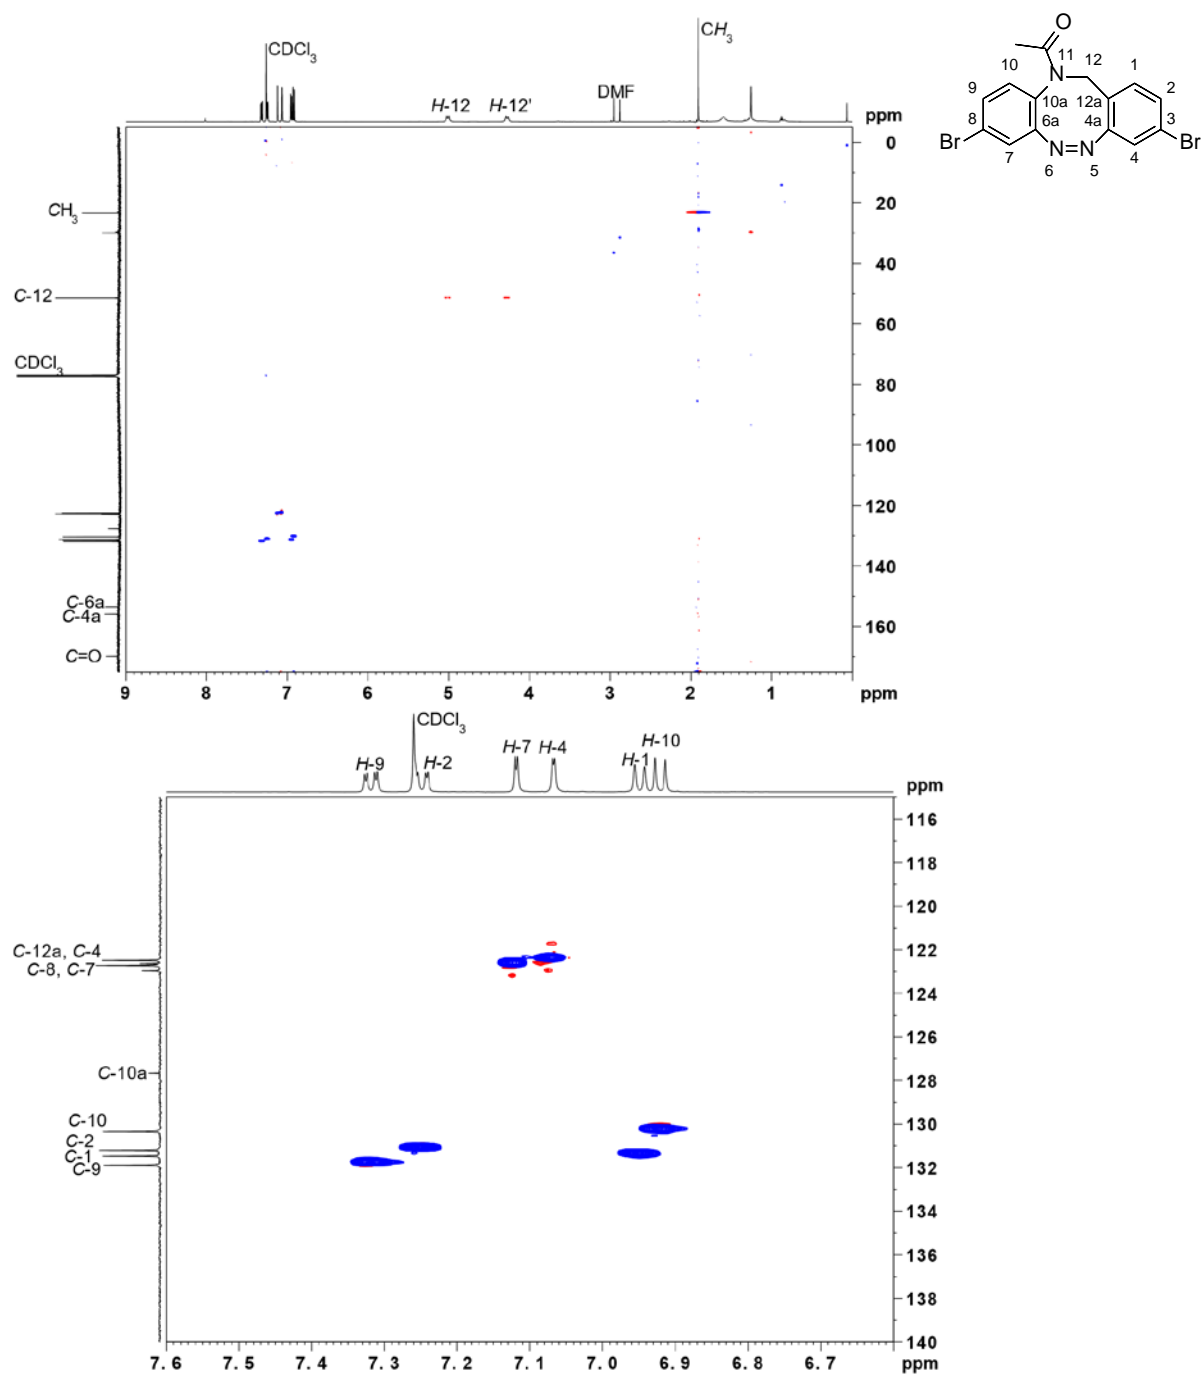 CDCl3
CH3
H-12
H-12'
DMF
ppm
CH3
C-12
CDCl3
C-6a
C-4a
C=O
0
20
40
60
80
100
120
140
160
9
8
7
6
5
4
3
2
1
ppm
O
11
12
10
N
1
9
2
10a
12a
8
6a
4a
3
Br
7
N=N
4
Br
6
5
CDCl3
H-9
H-2
H-7
H-4
H-1
H-10
ppm
C-12a, C-4
C-8, C-7
C-10a
C-10
C-2
C-1
C-9
116
118
120
122
124
126
128
130
132
134
136
138
140
7.6
7.5
7.4
7.3
7.2
7.1
7.0
6.9
6.8
6.7
ppm